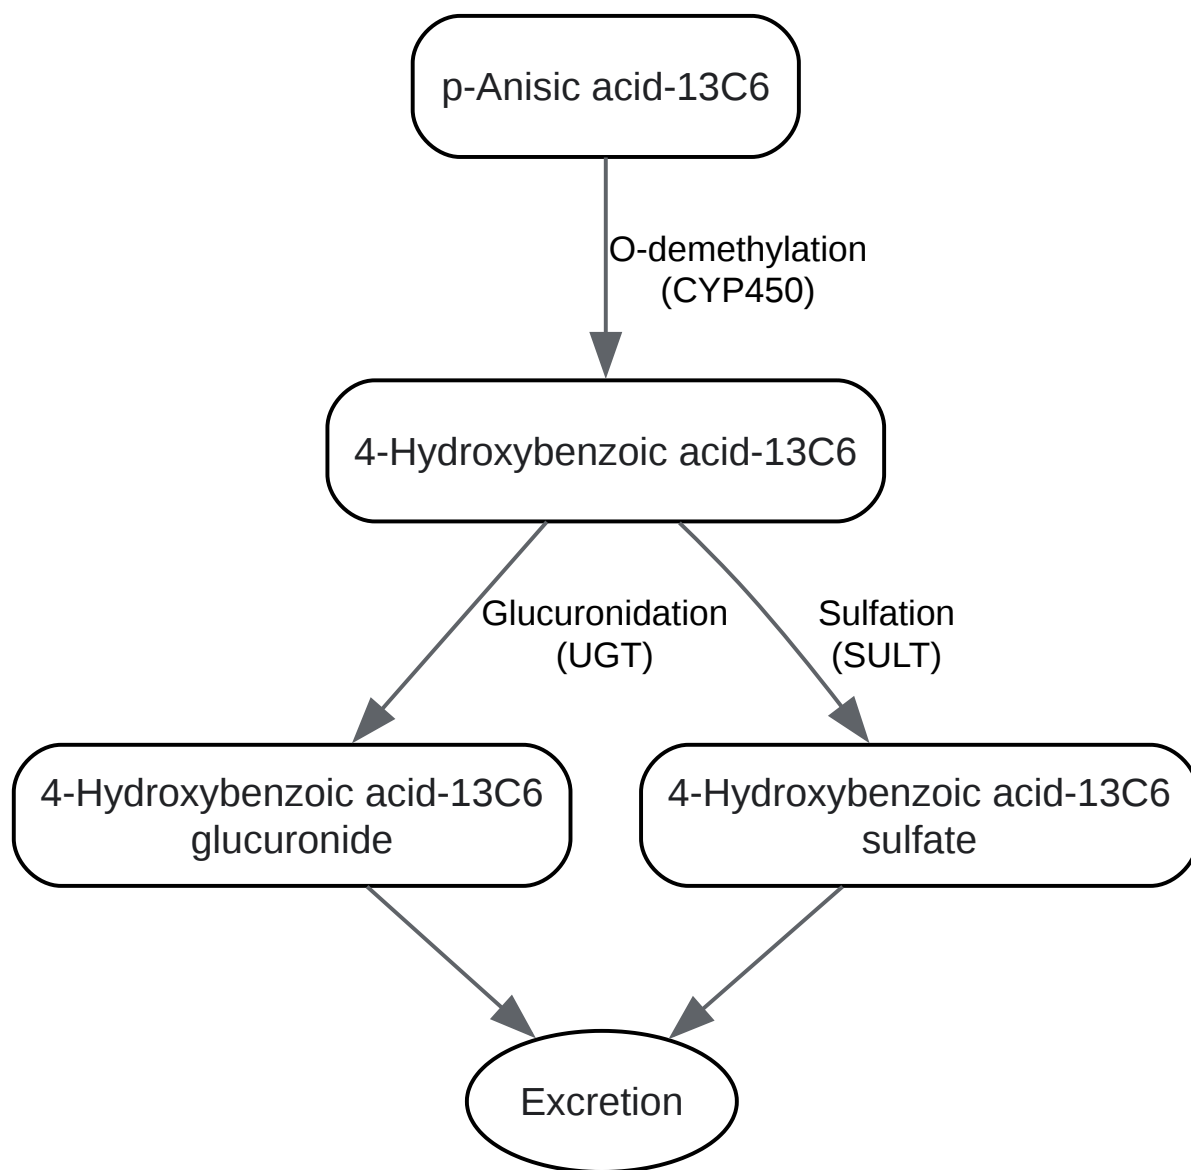 p-Anisic acid-13C6
O-demethylation
(CYP450)
4-Hydroxybenzoic acid-13C6
Glucuronidation
(UGT)
Sulfation
(SULT)
4-Hydroxybenzoic acid-13C6
glucuronide
4-Hydroxybenzoic acid-13C6
sulfate
Excretion